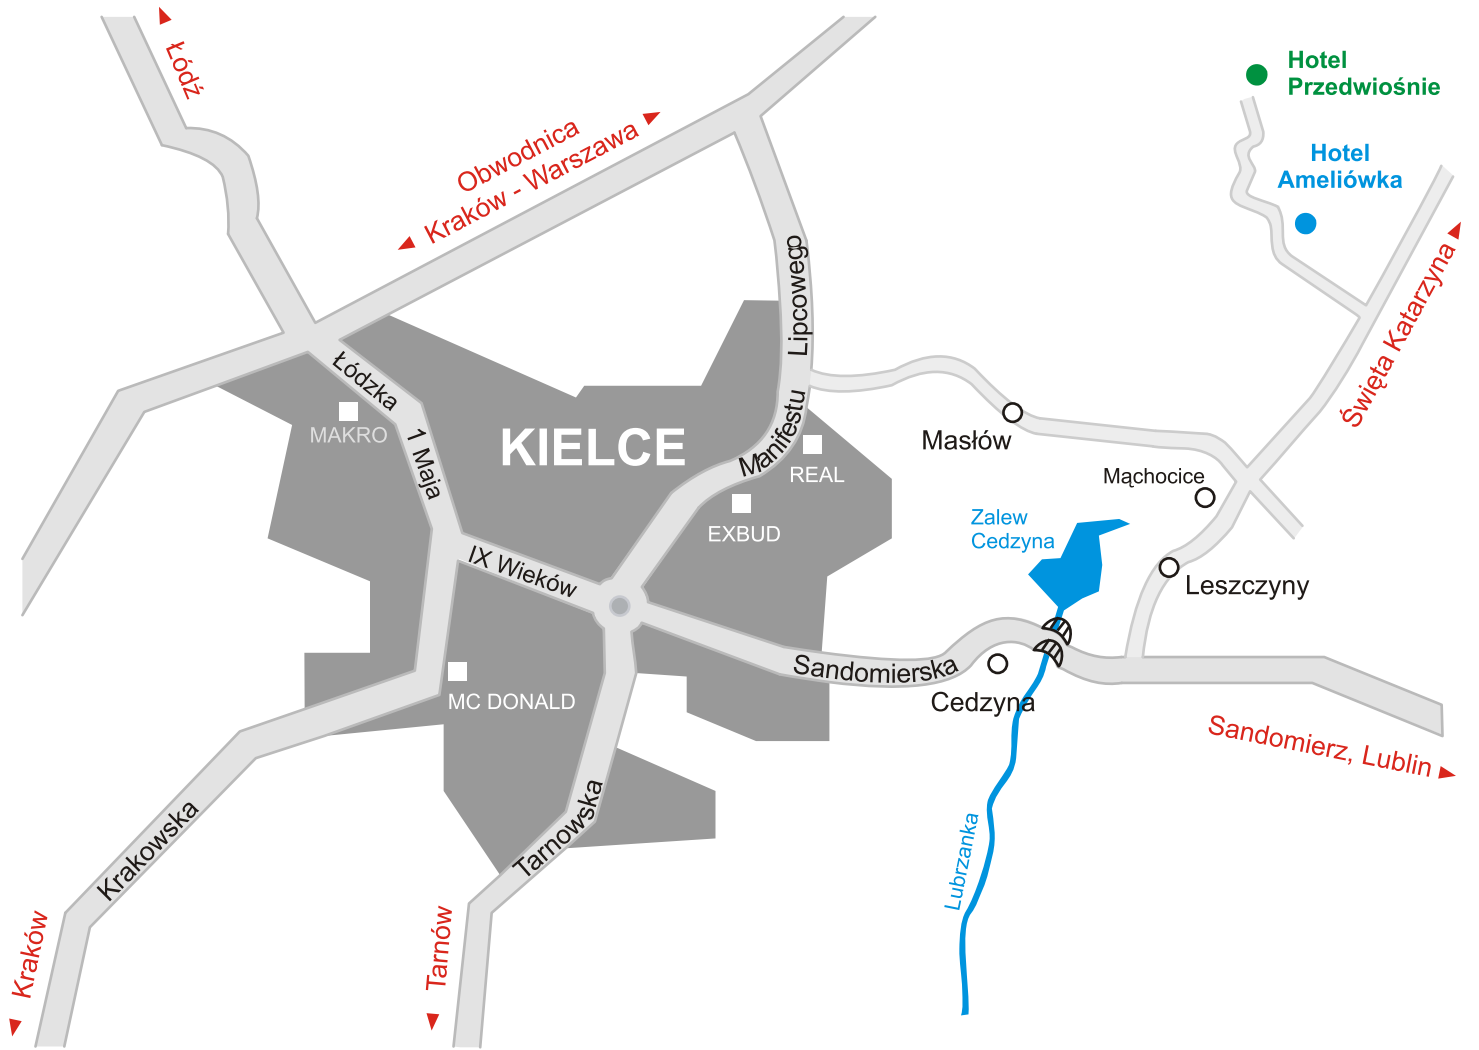 Łódź
Hotel
Przedwiośnie
Obwodnica
Kraków - Warszawa
Hotel
Ameliówka
Święta Katarzyna
Lipcowego
Manifestu
Łódzka
MAKRO
1 Maja
KIELCE
REAL
EXBUD
Masłów
Mąchocice
Zalew
Cedzyna
Leszczyny
IX Wieków
Sandomierska
Cedzyna
MC DONALD
Sandomierz, Lublin
Krakowska
Tarnowska
Lubrzanka
Kraków
Tarnów